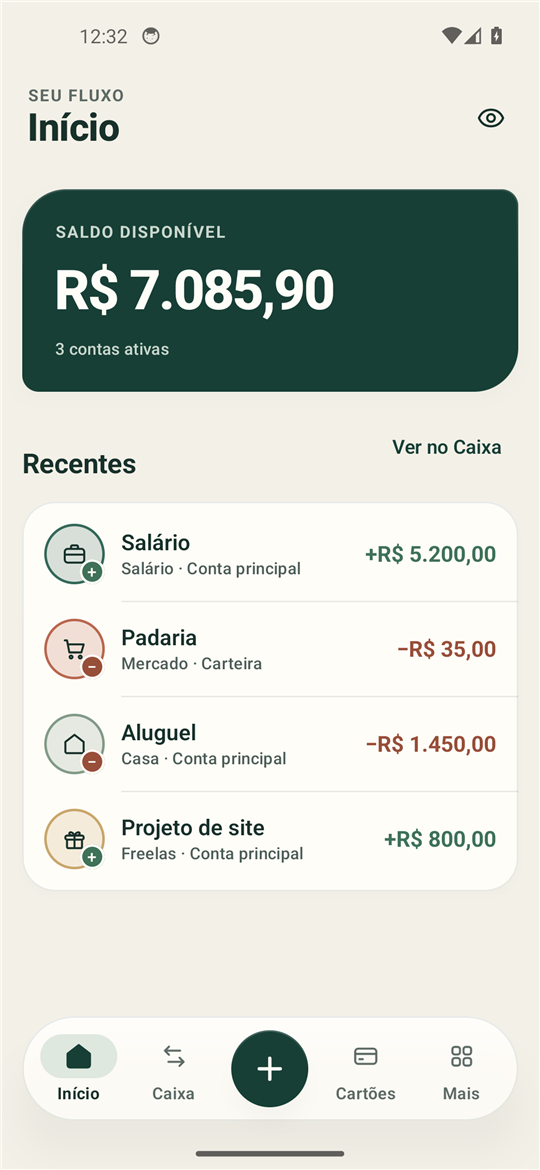 12:32
SEU FLUXO
Início
SALDO DISPONÍVEL
R$ 7.085,90
3 contas ativas
Recentes
Ver no Caixa
Salário
Salário · Conta principal
+R$ 5.200,00
Padaria
Mercado · Carteira
−R$ 35,00
Aluguel
Casa · Conta principal
−R$ 1.450,00
Projeto de site
Freelas · Conta principal
+R$ 800,00
Início
Caixa
Cartões
Mais